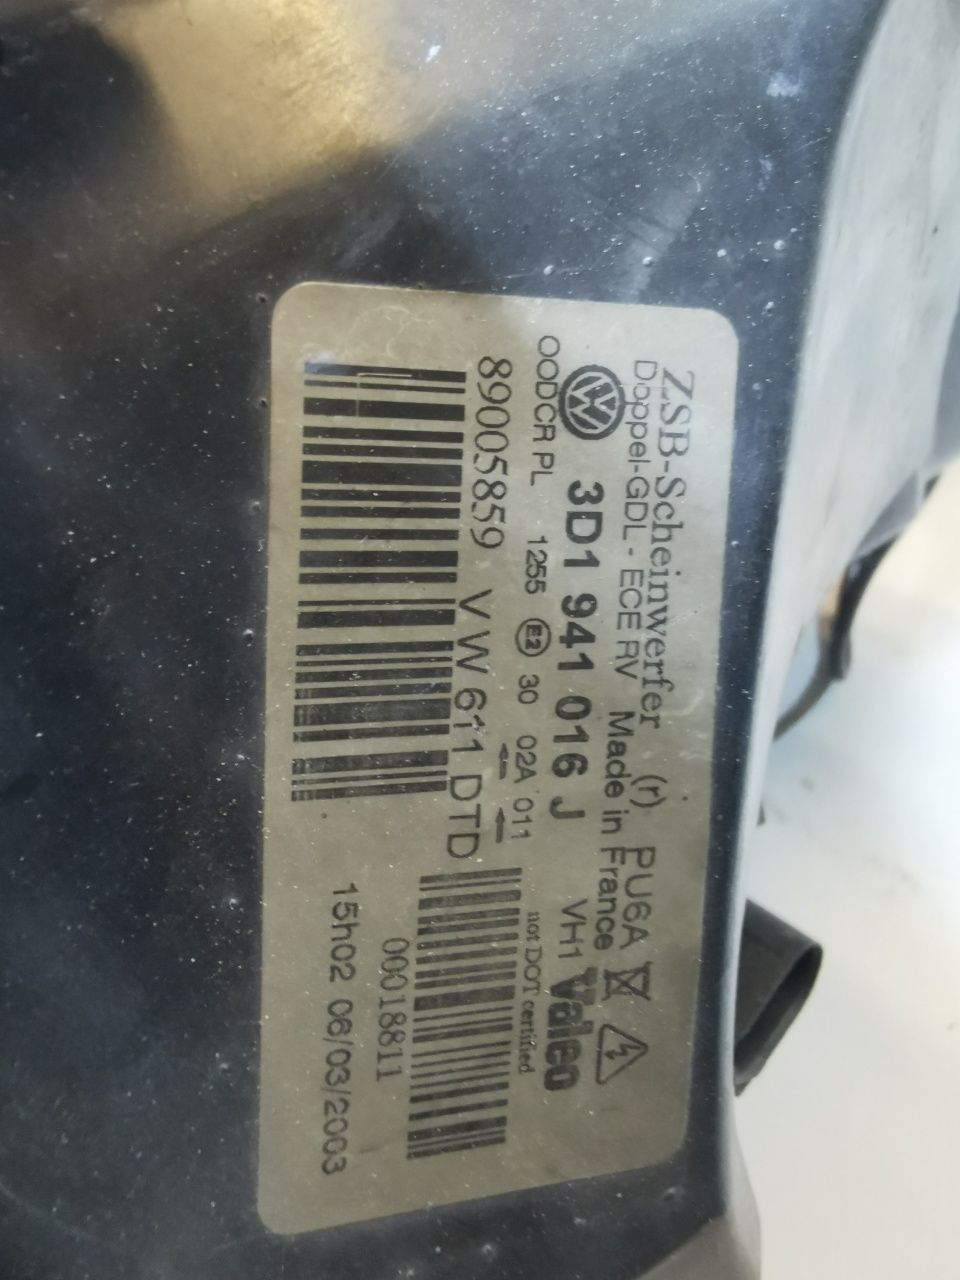 ZSB-Scheinwerfer (r) PU6A
Doppel-GDL - ECE RV Made in France
3D1 941 016 J VH1 Valeo
OODCR PL 1255 E2 30 02A 011 not DOT certified
89005859 VW 611 DTD
00018811
15h02 06/03/2003